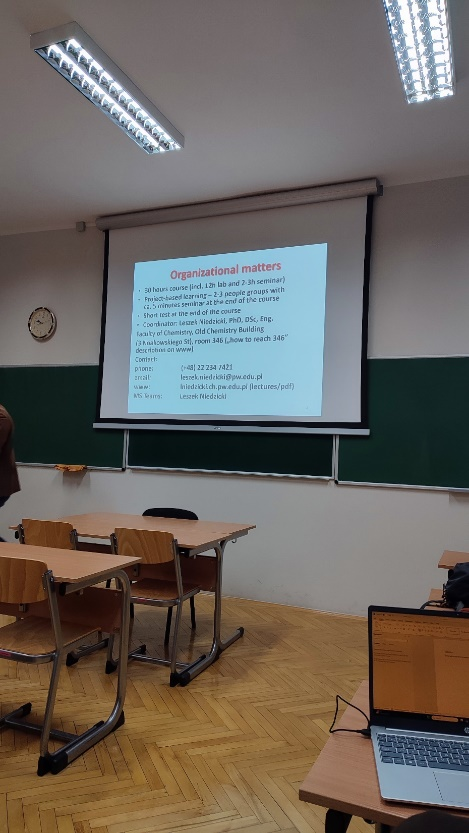 Organizational matters
• 30 hours course (incl. 12h lab and 2-3h seminar)
• Project-based learning – 2-3 people groups with
ca. 5 minutes seminar at the end of the course
• Short test at the end of the course
• Coordinator: Leszek Niedzicki, PhD, DSc, Eng.
Faculty of Chemistry, Old Chemistry Building
(3 Noakowskiego St), room 346 („how to reach 346"
description on www)
Contact:
phone: (+48) 22 234 7421
email: leszek.niedzicki@pw.edu.pl
www: lniedzicki.ch.pw.edu.pl (lectures/pdf)
MS Teams: Leszek Niedzicki